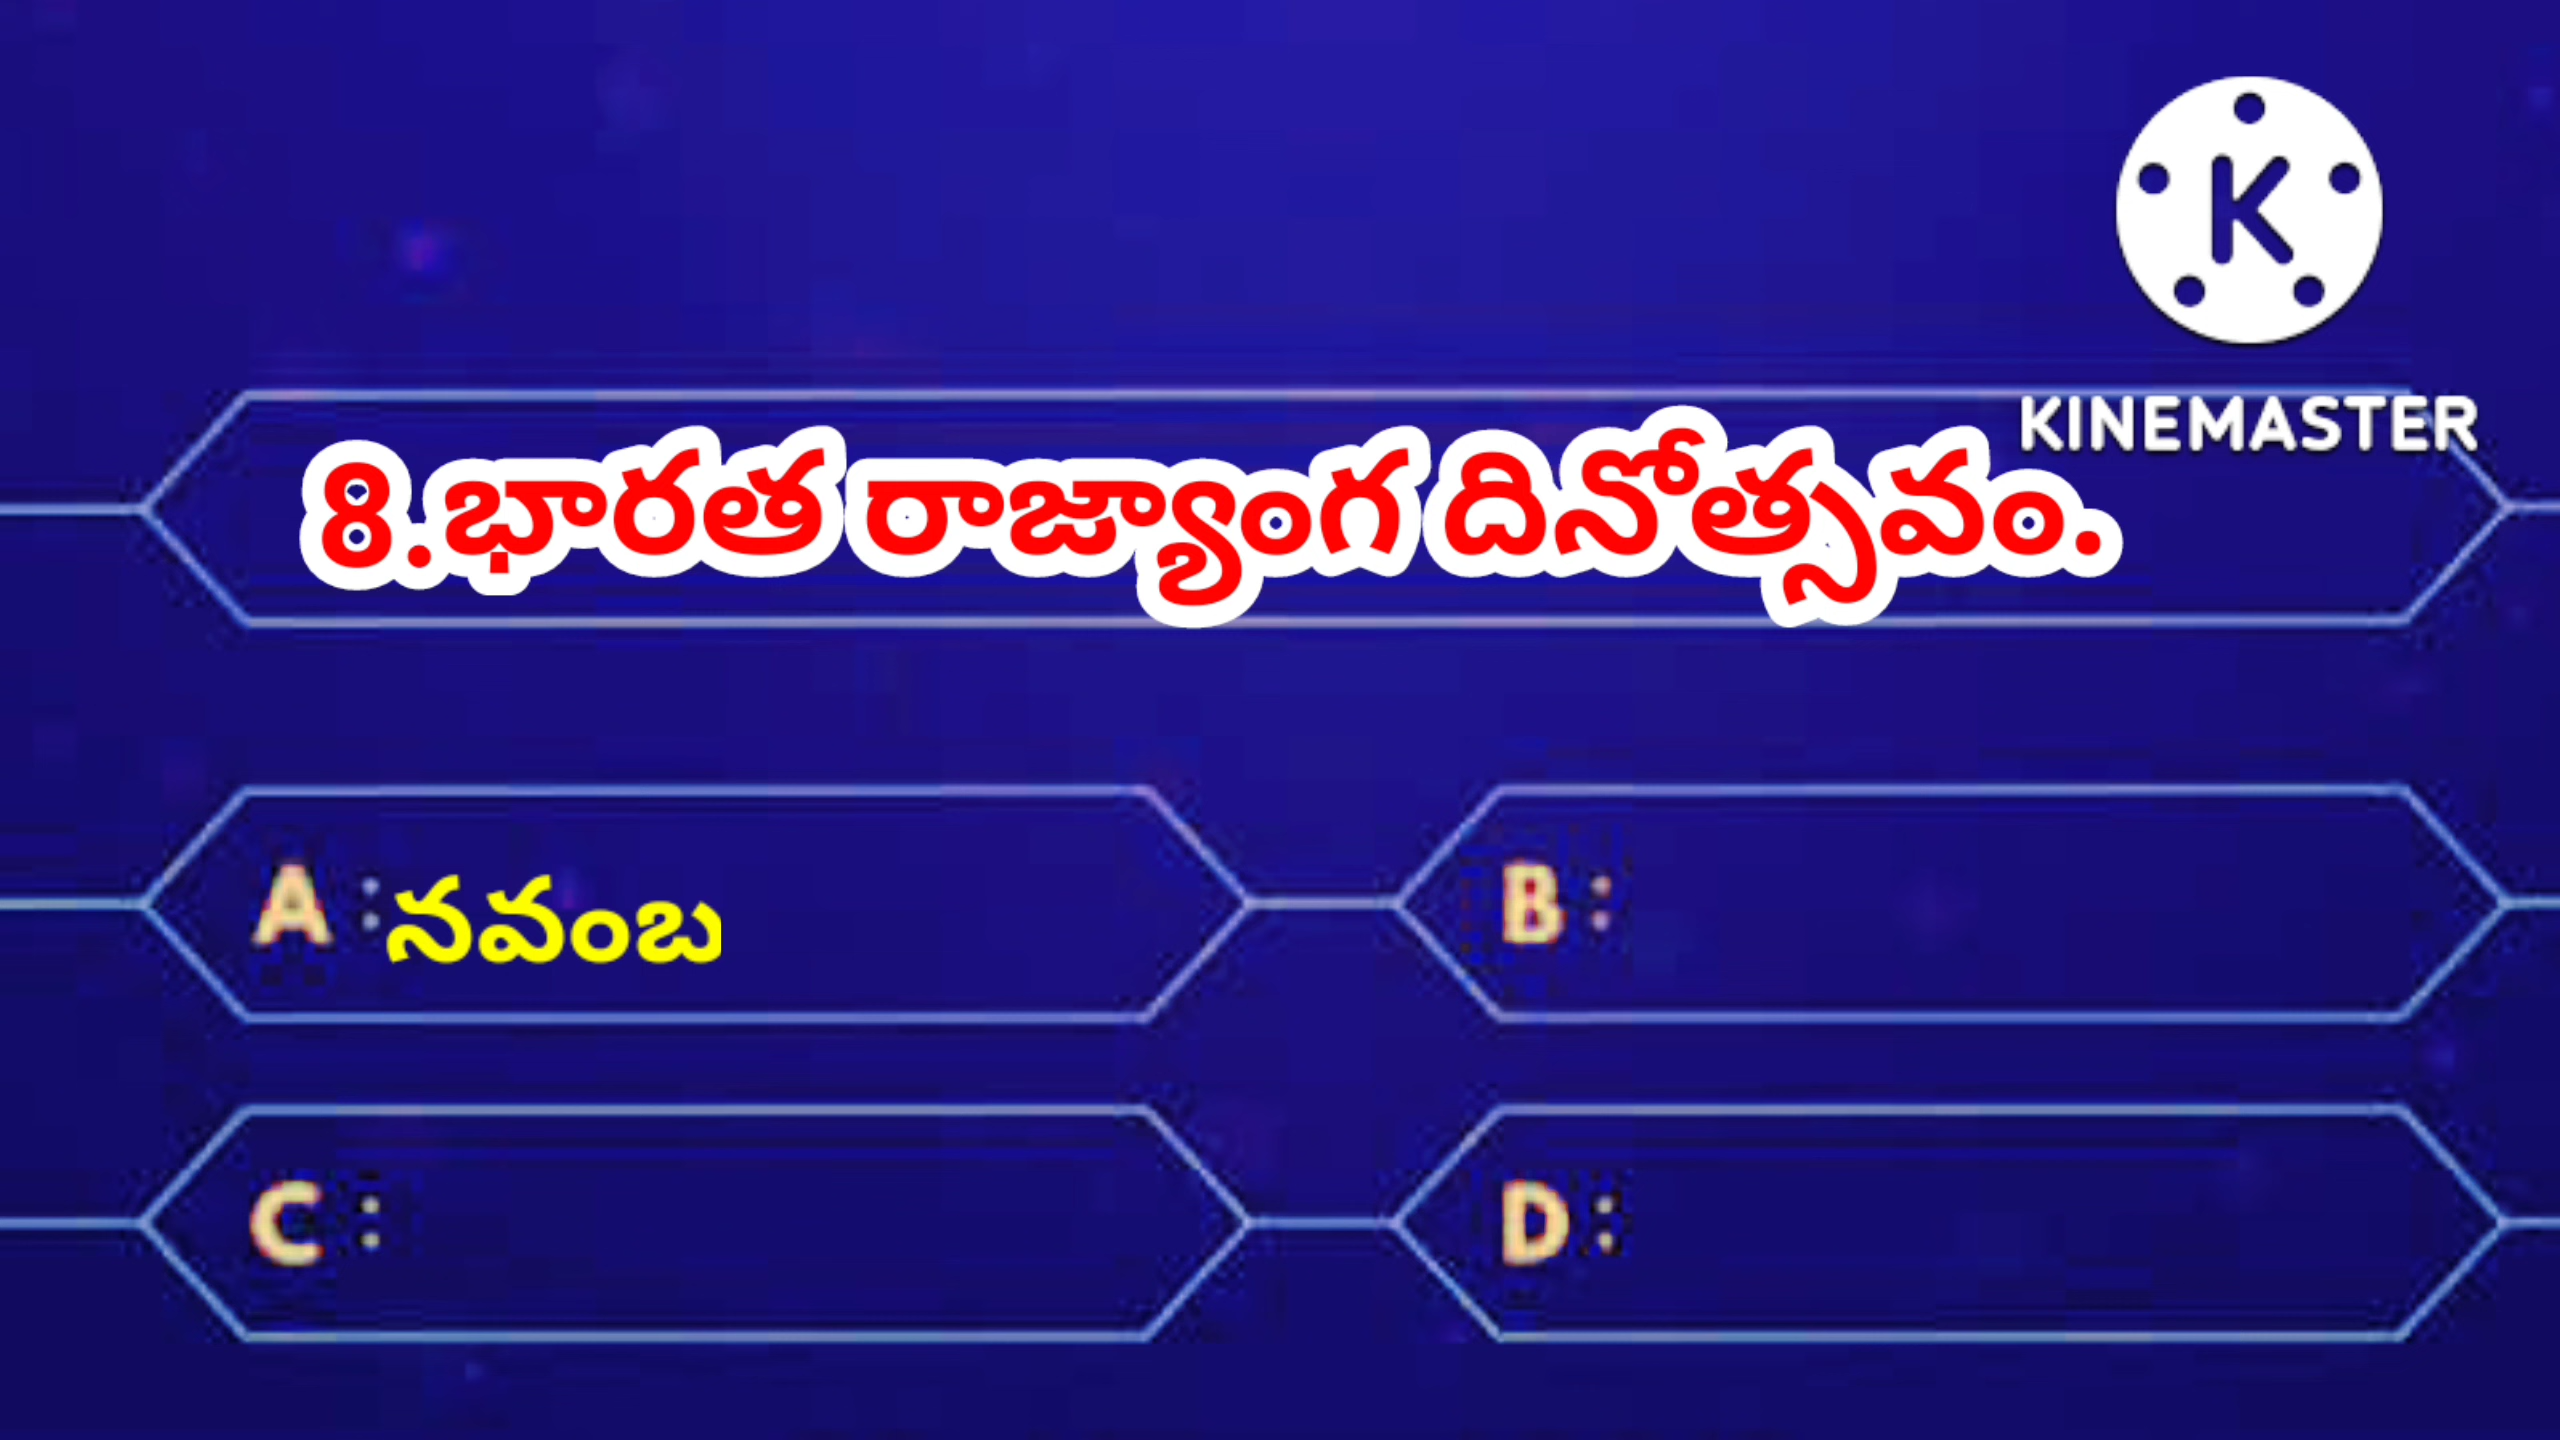 K
KINEMASTER
8.భారత రాజ్యాంగ దినోత్సవం.
A :నవంబ
B :
C :
D :